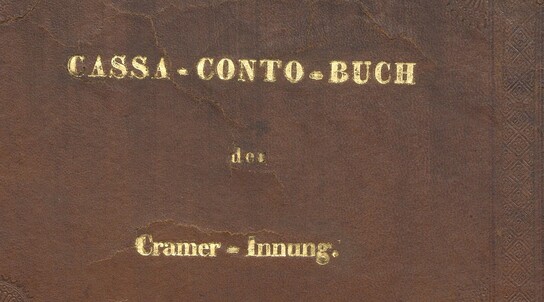 CASSA-CONTO-BUCH
der
Cramer-Innung.